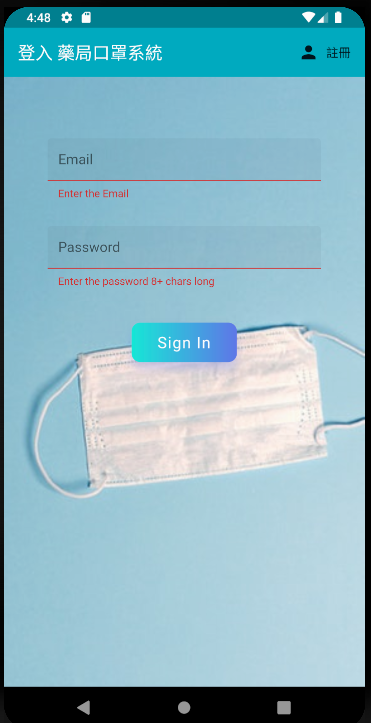 4:48
登入 藥局口罩系統
註冊
Email
Enter the Email
Password
Enter the password 8+ chars long
Sign In